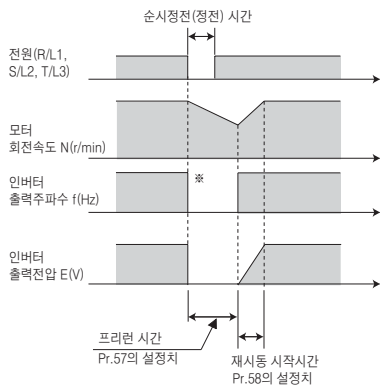 순시정전(정전) 시간
전원(R/L1,
S/L2, T/L3)
모터
회전속도 N(r/min)
인버터
출력주파수 f(Hz)
※
인버터
출력전압 E(V)
프리런 시간
Pr.57의 설정치
재시동 시작시간
Pr.58의 설정치